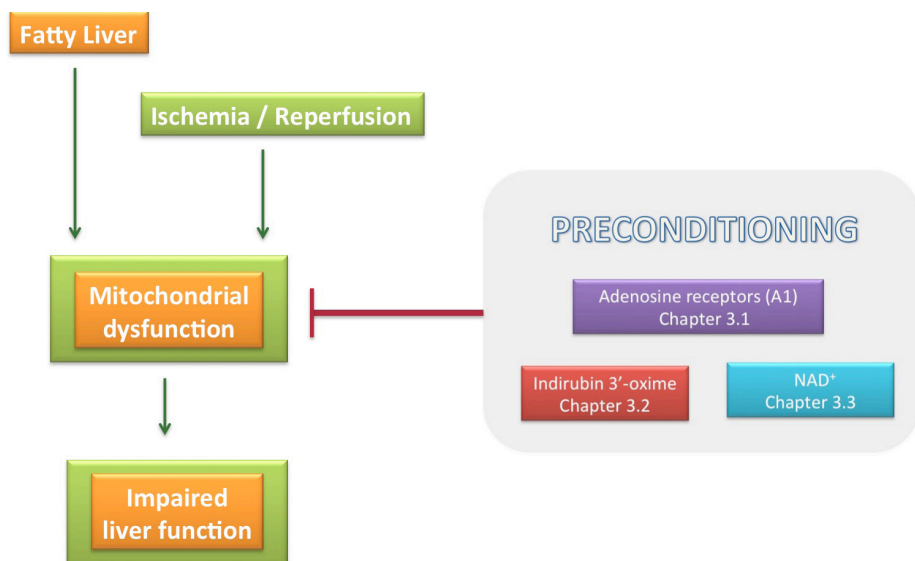 Fatty Liver
Ischemia / Reperfusion
Mitochondrial
dysfunction
Impaired
liver function
PRECONDITIONING
Adenosine receptors (A1)
Chapter 3.1
Indirubin 3’-oxime
Chapter 3.2
NAD⁺
Chapter 3.3